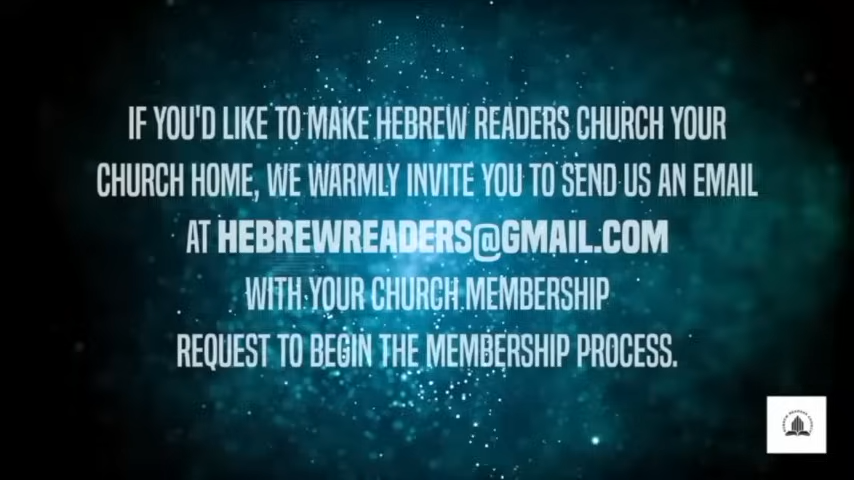 IF YOU'D LIKE TO MAKE HEBREW READERS CHURCH YOUR
CHURCH HOME, WE WARMLY INVITE YOU TO SEND US AN EMAIL
AT HEBREWREADERS@GMAIL.COM
WITH YOUR CHURCH MEMBERSHIP
REQUEST TO BEGIN THE MEMBERSHIP PROCESS.